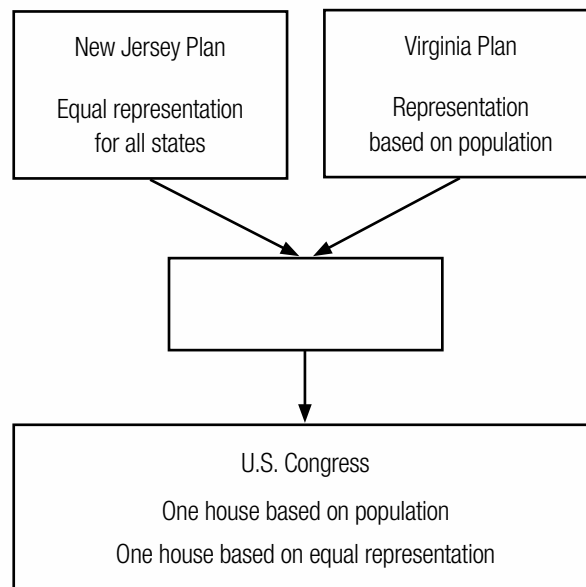 New Jersey Plan
Equal representation
for all states
Virginia Plan
Representation
based on population
U.S. Congress
One house based on population
One house based on equal representation